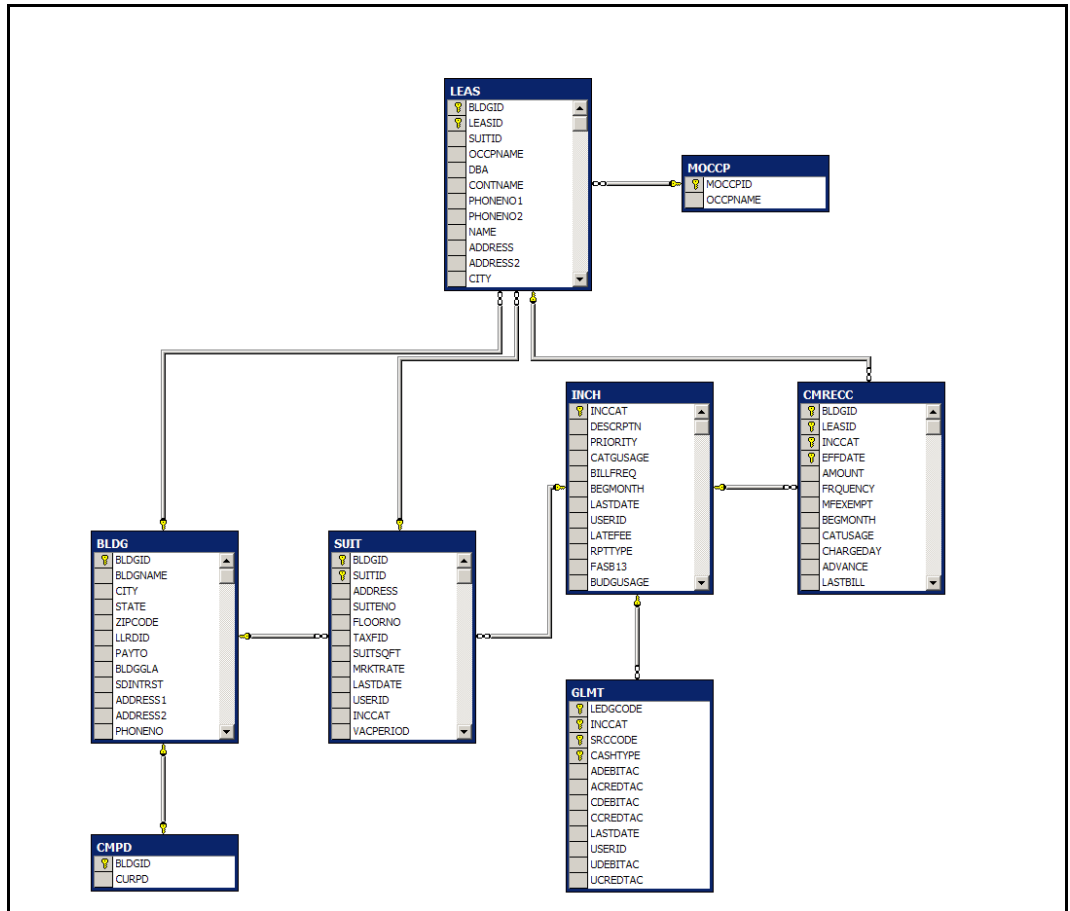 LEAS
BLDGID
LEASID
SUITID
OCCPNAME
DBA
CONTNAME
PHONENO1
PHONENO2
NAME
ADDRESS
ADDRESS2
CITY
MOCCP
MOCCPID
OCCPNAME
INCH
INCCAT
DESCRPTN
PRIORITY
CATGUSAGE
BILLFREQ
BEGMONTH
LASTDATE
USERID
LATEFEE
RPTTYPE
FASB13
BUDGUSAGE
CMRECC
BLDGID
LEASID
INCCAT
EFFDATE
AMOUNT
FRQUENCY
MFEXEMPT
BEGMONTH
CATUSAGE
CHARGEDAY
ADVANCE
LASTBILL
BLDG
BLDGID
BLDGNAME
CITY
STATE
ZIPCODE
LLRDID
PAYTO
BLDGGLA
SDINTRST
ADDRESS1
ADDRESS2
PHONENO
SUIT
BLDGID
SUITID
ADDRESS
SUITENO
FLOORNO
TAXFID
SUITSQFT
MRKTRATE
LASTDATE
USERID
INCCAT
VACPERIOD
GLMT
LEDGCODE
INCCAT
SRCCODE
CASHTYPE
ADEBITAC
ACREDTAC
CDEBITAC
CCREDTAC
LASTDATE
USERID
UDEBITAC
UCREDTAC
CMPD
BLDGID
CURPD